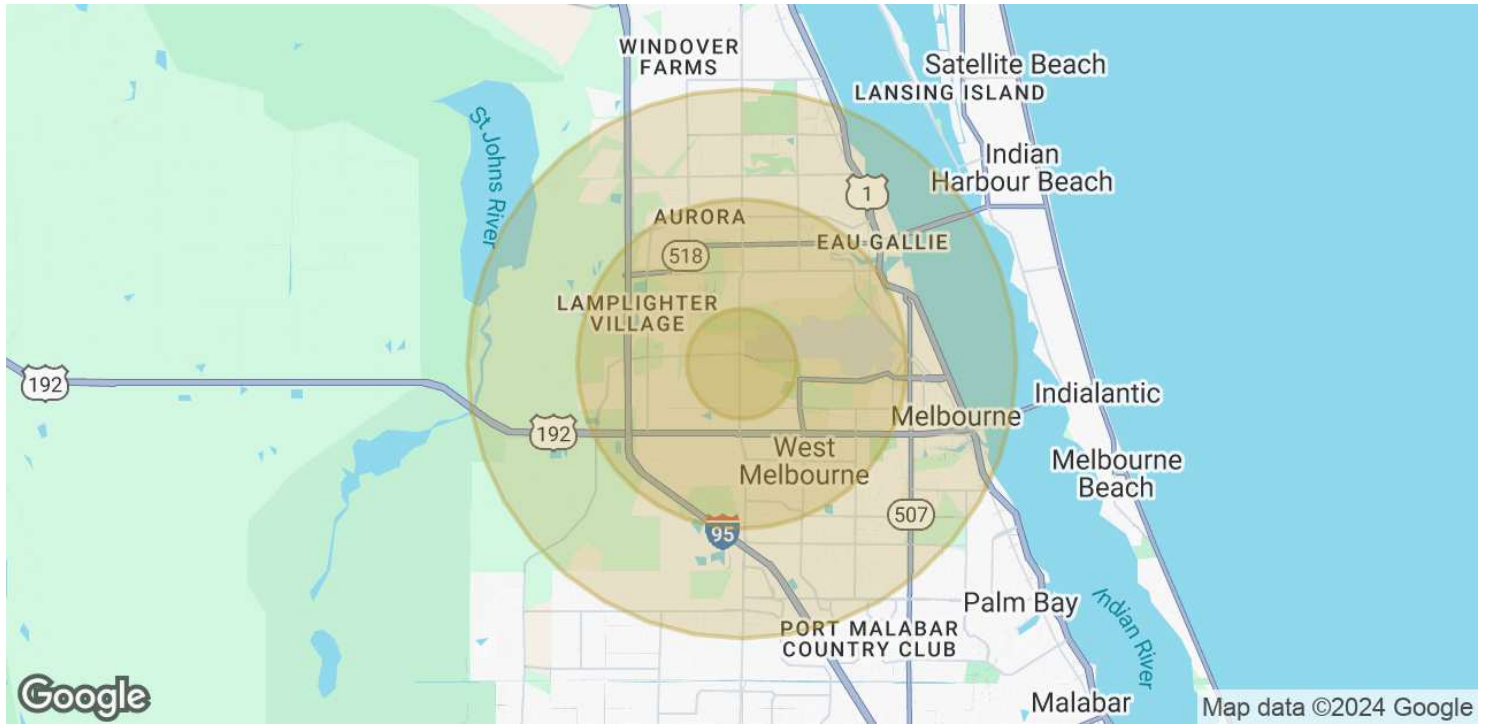 WINDOVER
FARMS
Satellite Beach
LANSING ISLAND
St Johns River
Indian
Harbour Beach
1
AURORA
518
EAU GALLIE
LAMPLIGHTER
VILLAGE
192
Indialantic
192
Melbourne
West
Melbourne
Melbourne
Beach
507
95
Palm Bay
Indian River
PORT MALABAR
COUNTRY CLUB
Malabar
Google
Map data ©2024 Google